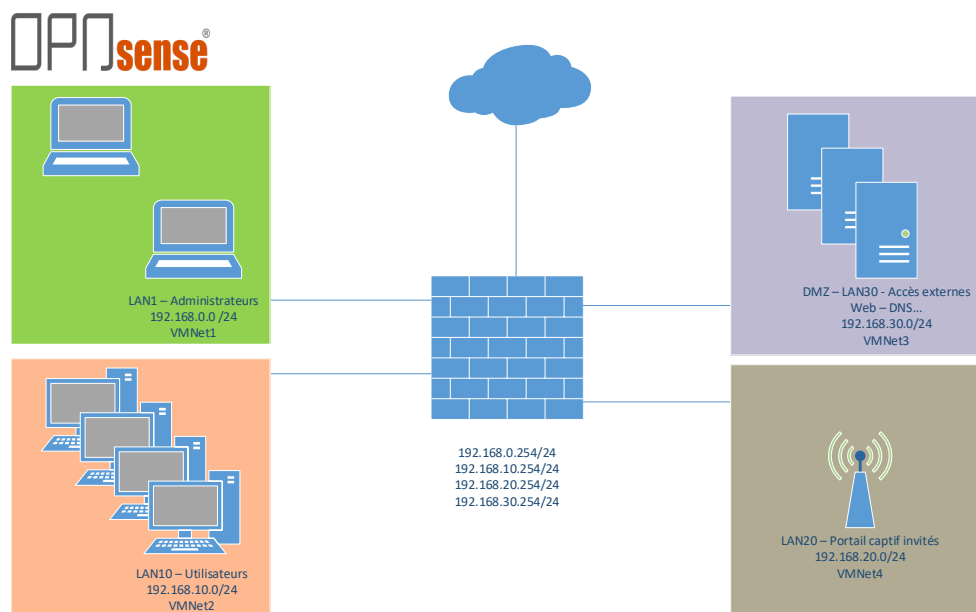 OPNsense®
LAN1 – Administrateurs
192.168.0.0 /24
VMNet1
DMZ – LAN30 - Accès externes
Web – DNS...
192.168.30.0/24
VMNet3
192.168.0.254/24
192.168.10.254/24
192.168.20.254/24
192.168.30.254/24
LAN10 – Utilisateurs
192.168.10.0/24
VMNet2
LAN20 – Portail captif invités
192.168.20.0/24
VMNet4